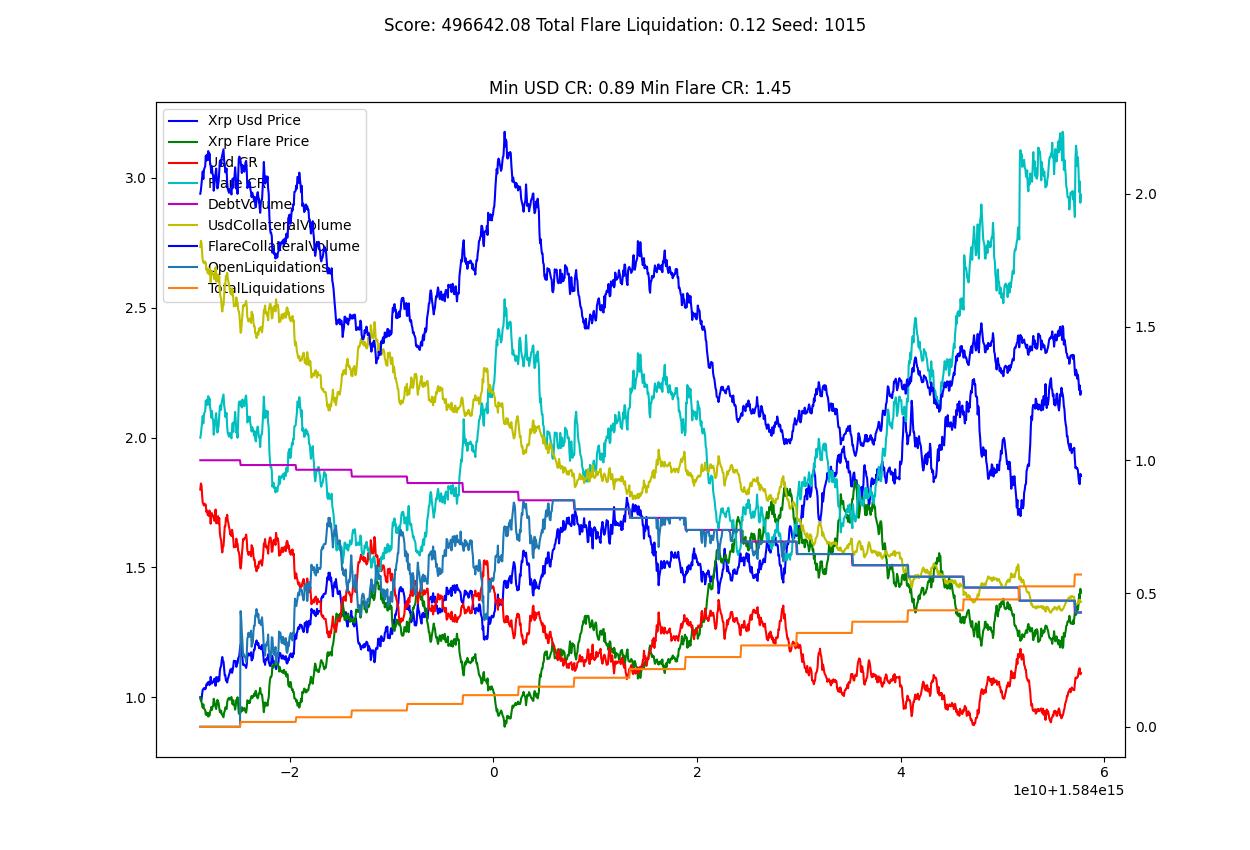 Score: 496642.08 Total Flare Liquidation: 0.12 Seed: 1015
Min USD CR: 0.89 Min Flare CR: 1.45
Xrp Usd Price
Xrp Flare Price
Usd CR
Flare CR
DebtVolume
UsdCollateralVolume
FlareCollateralVolume
OpenLiquidations
TotalLiquidations
3.0
2.5
2.0
1.5
1.0
2.0
1.5
1.0
0.5
0.0
−2
0
2
4
6
1e10+1.584e15